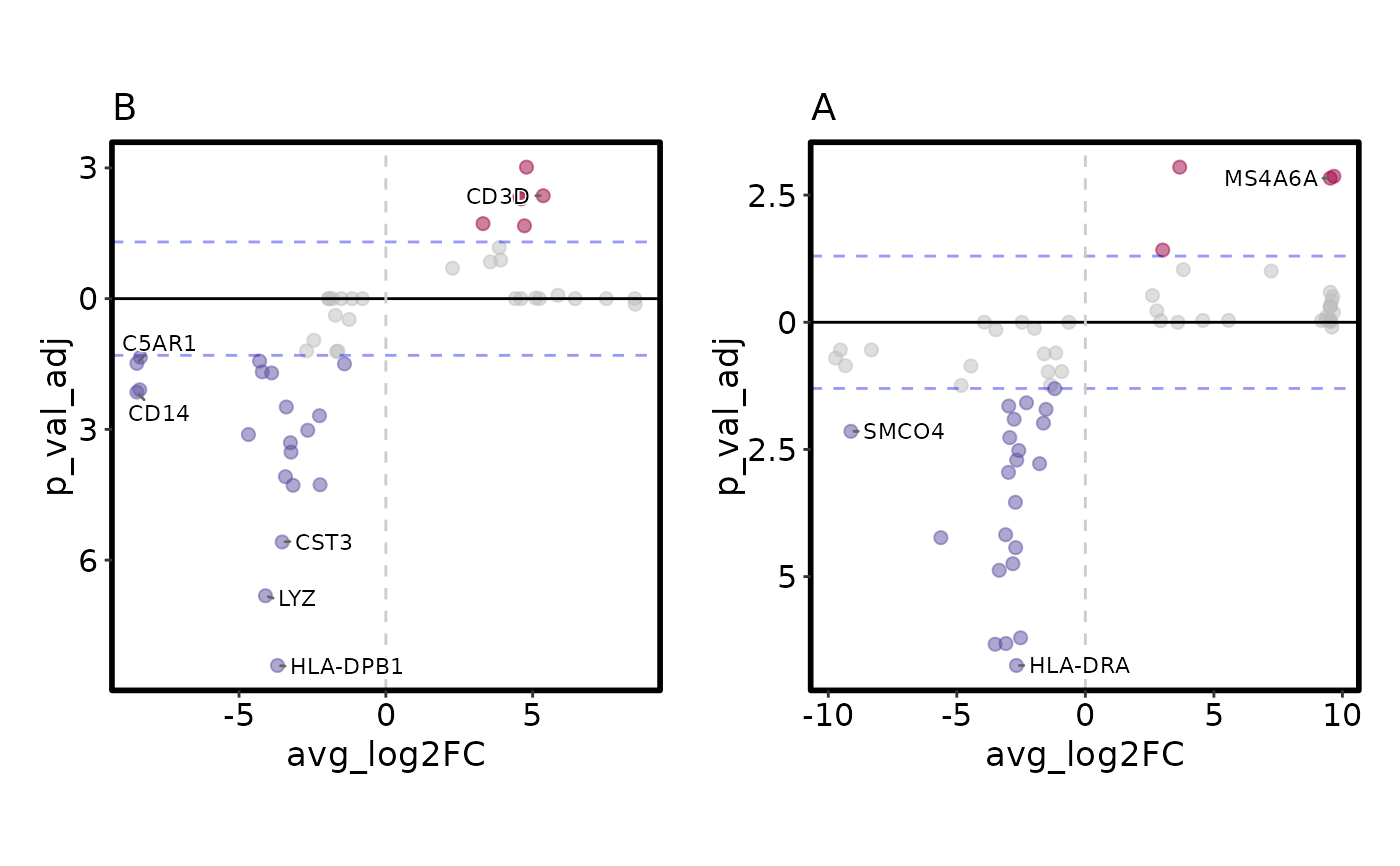 B
3
0
3
6
p_val_adj
CD3D
C5AR1
CD14
CST3
LYZ
HLA-DPB1
-5
0
5
avg_log2FC
A
2.5
0
2.5
5
p_val_adj
MS4A6A
SMCO4
HLA-DRA
-10
-5
0
5
10
avg_log2FC